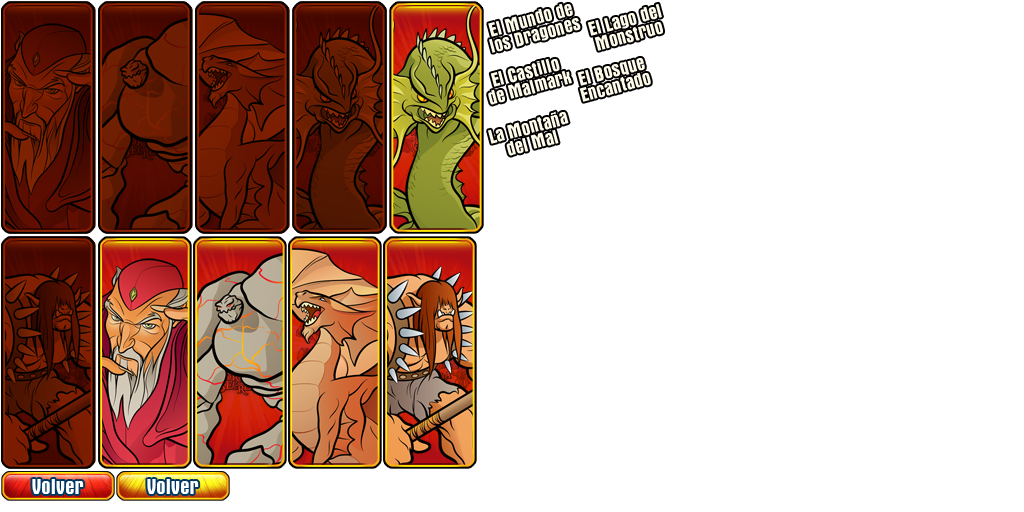 El Mundo de
los Dragones
El Lago del
Monstruo
El Castillo
de Malmark
El Bosque
Encantado
La Montaña
del Mal
Volver
Volver